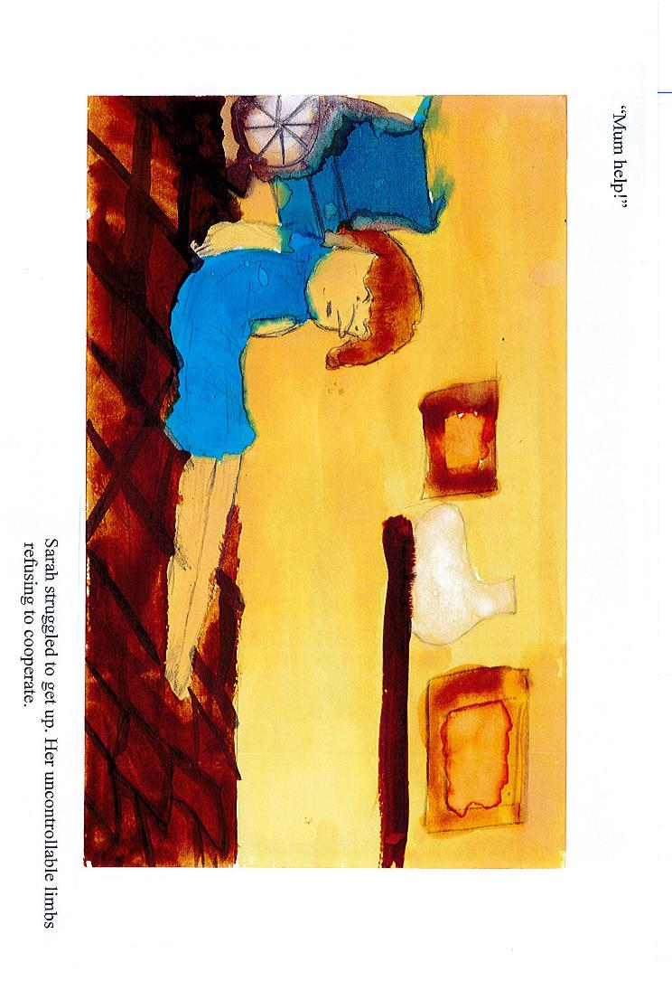 “Mum help!”
Sarah struggled to get up. Her uncontrollable limbs
refusing to cooperate.